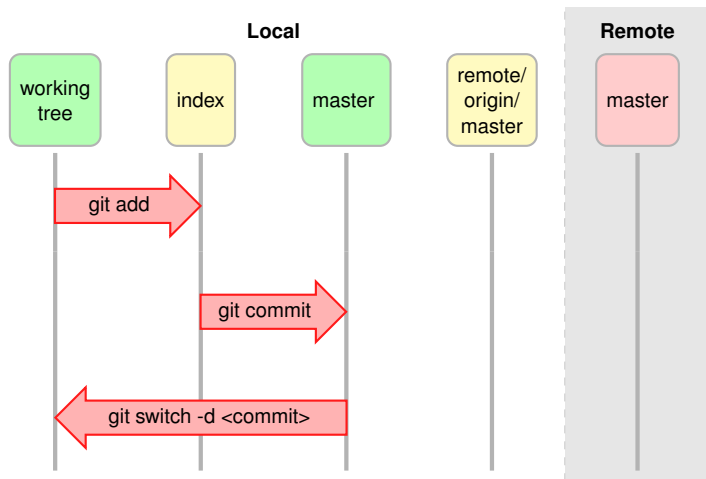 Local
Remote
working
tree
index
master
remote/
origin/
master
master
git add
git commit
git switch -d <commit>